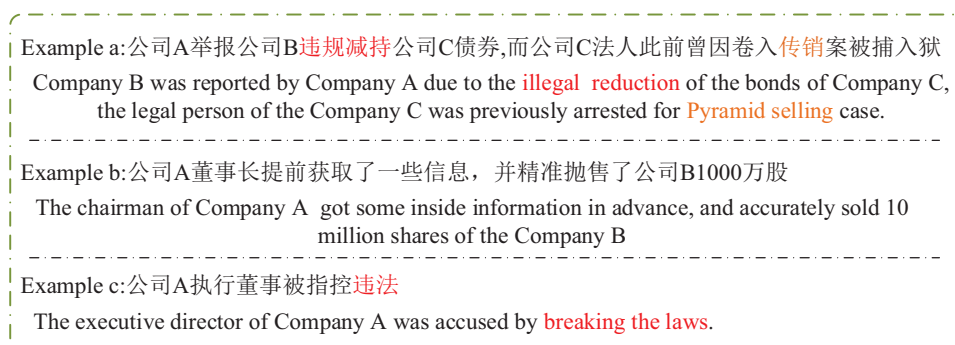 Example a:公司A举报公司B违规减持公司C债券,而公司C法人此前曾因卷入传销案被捕入狱
Company B was reported by Company A due to the illegal reduction of the bonds of Company C,
the legal person of the Company C was previously arrested for Pyramid selling case.
Example b:公司A董事长提前获取了一些信息，并精准抛售了公司B1000万股
The chairman of Company A got some inside information in advance, and accurately sold 10
million shares of the Company B
Example c:公司A执行董事被指控违法
The executive director of Company A was accused by breaking the laws.